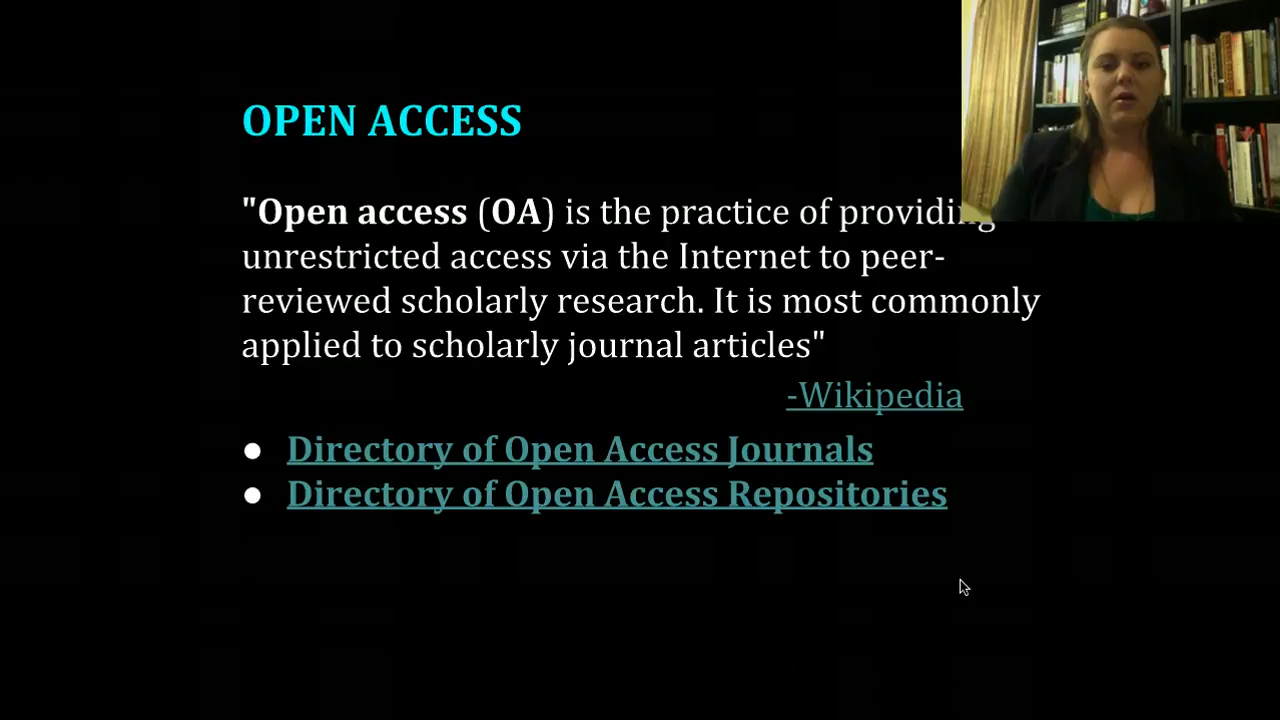 OPEN ACCESS
"Open access (OA) is the practice of providing
unrestricted access via the Internet to peer-
reviewed scholarly research. It is most commonly
applied to scholarly journal articles"
-Wikipedia
● Directory of Open Access Journals
● Directory of Open Access Repositories